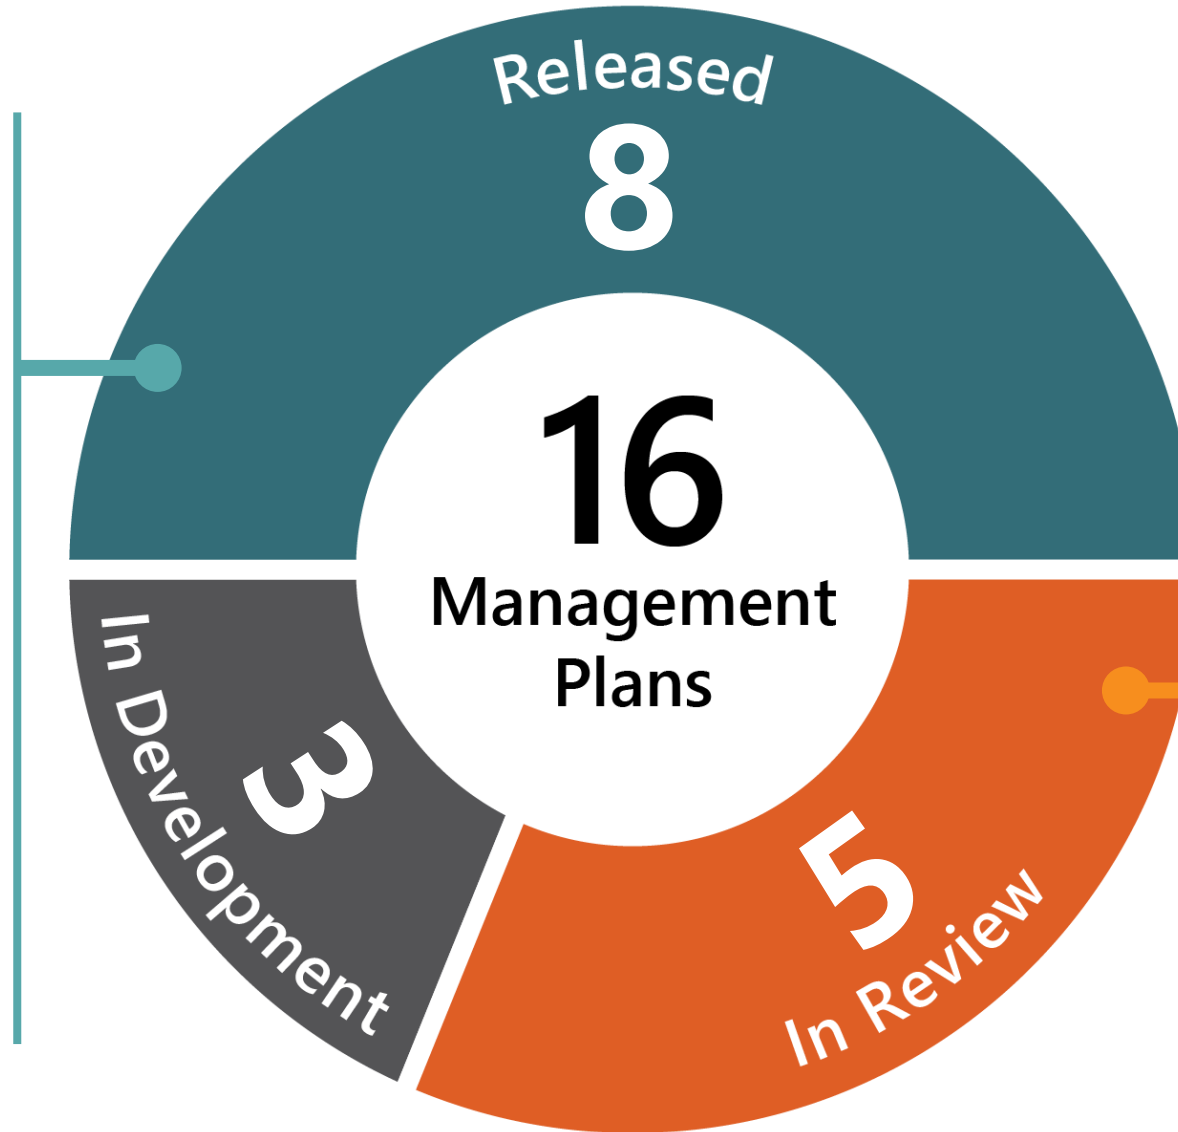 Released
8
16
Management
Plans
In Development
3
5
In Review